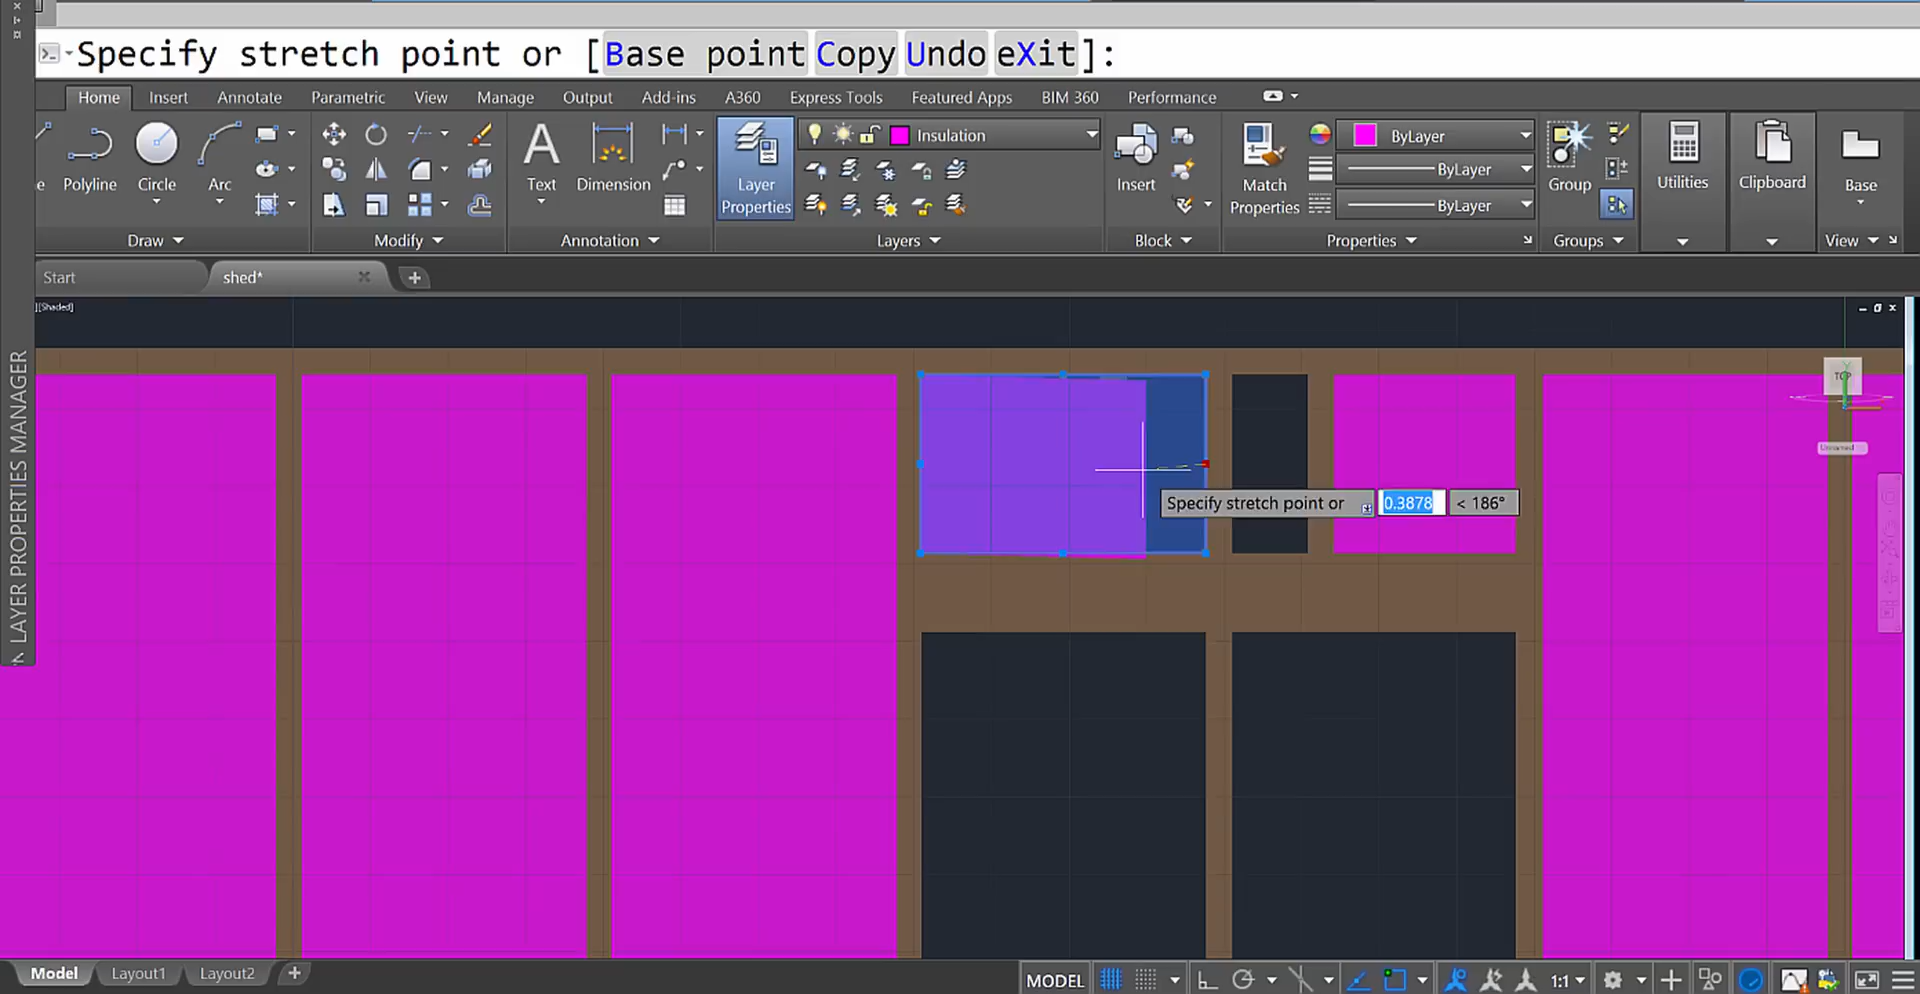 Specify stretch point or [Base point Copy Undo eXit]:
Home Insert Annotate Parametric View Manage Output Add-ins A360 Express Tools Featured Apps BIM 360 Performance
Insulation
ByLayer
Polyline Circle Arc
Text Dimension
Layer Properties
Insert
Match Properties
ByLayer
ByLayer
Group
Utilities
Clipboard
Base
Draw Modify Annotation Layers Block Properties Groups View
Start shed*
][Shaded]
TOP
Unnamed
Specify stretch point or 0.3878 < 186°
LAYER PROPERTIES MANAGER
Model Layout1 Layout2
MODEL 1:1